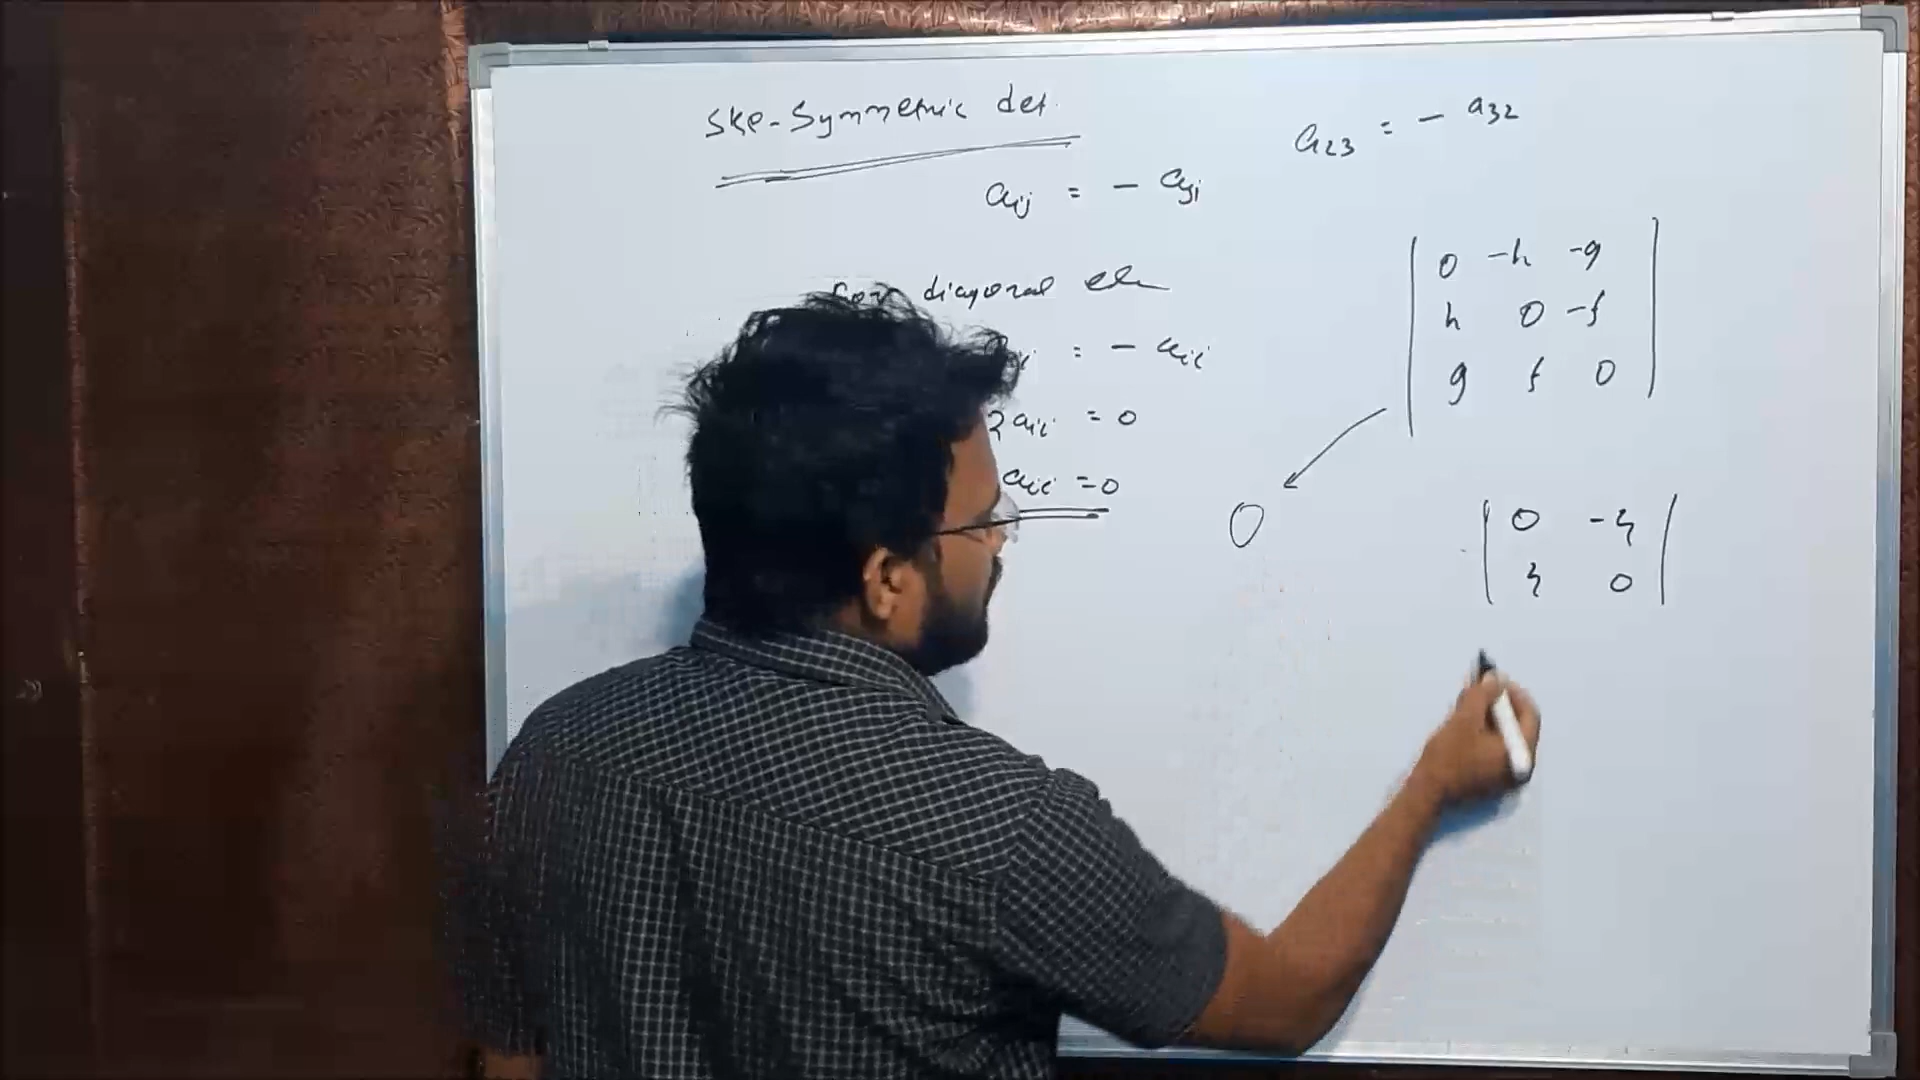 Ske-Symmetric det.
aij = - aji
diagonal ele
= - aii
2aii = 0
aii = 0
a23 = - a32
0 -h -g
h 0 -f
g f 0
0
0
0